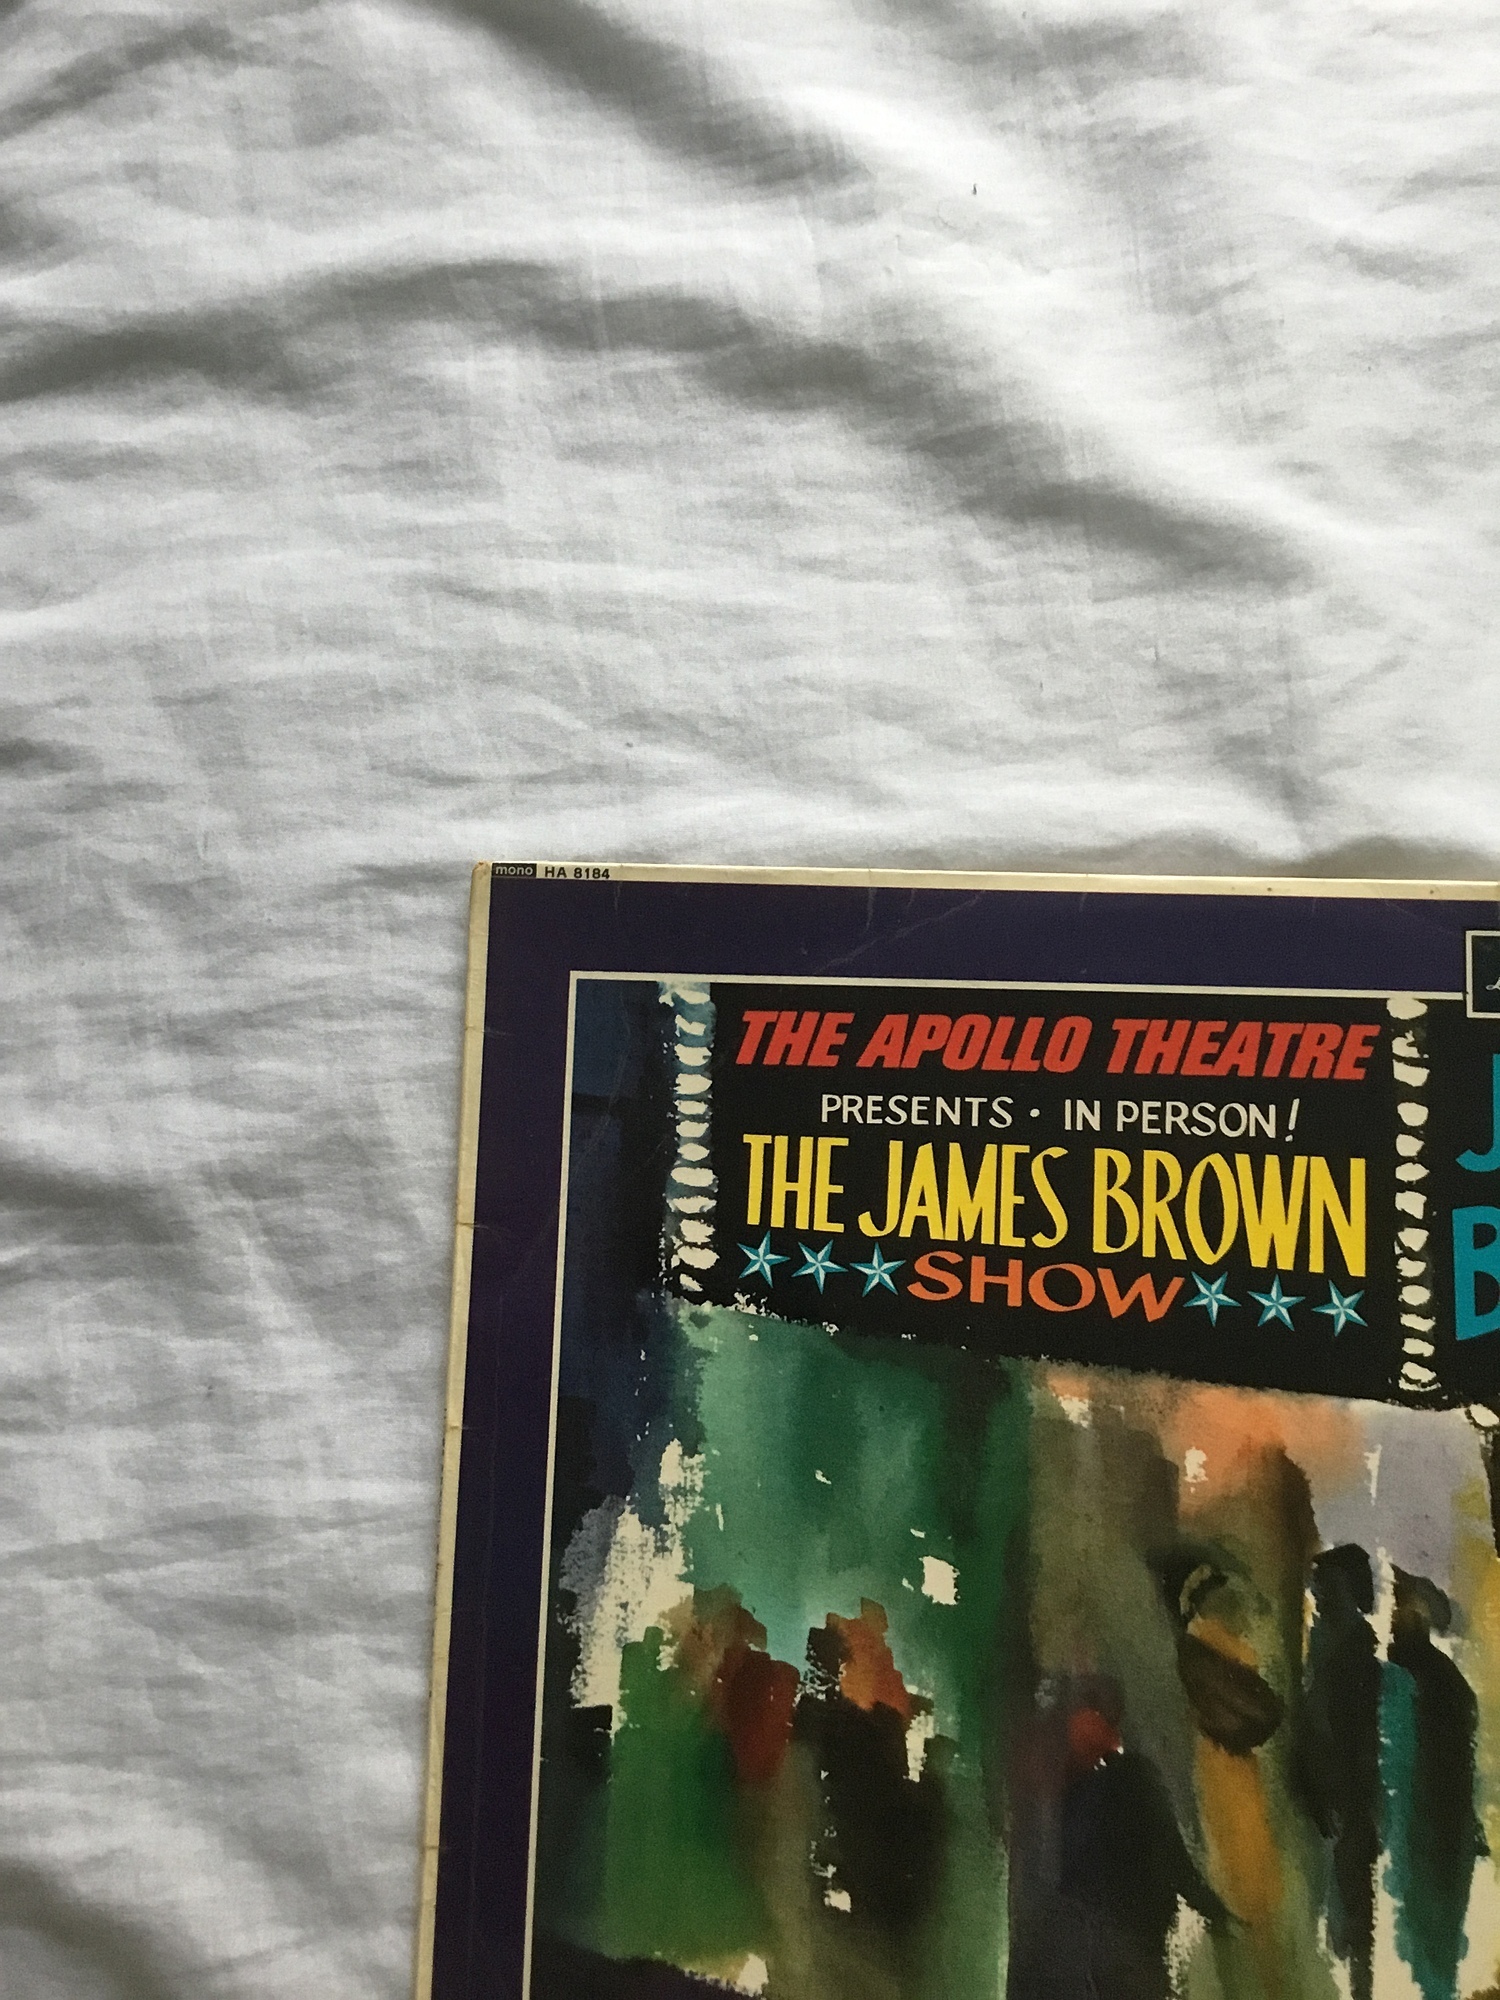 mono HA 8184
THE APOLLO THEATRE
PRESENTS · IN PERSON!
THE JAMES BROWN
SHOW
J
B